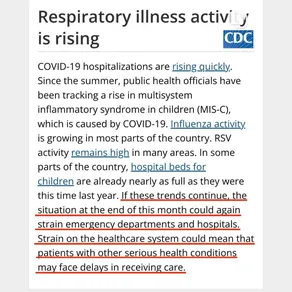 Respiratory illness activity
is rising
CDC
COVID-19 hospitalizations are rising quickly.
Since the summer, public health officials have
been tracking a rise in multisystem
inflammatory syndrome in children (MIS-C),
which is caused by COVID-19. Influenza activity
is growing in most parts of the country. RSV
activity remains high in many areas. In some
parts of the country, hospital beds for
children are already nearly as full as they were
this time last year. If these trends continue, the
situation at the end of this month could again
strain emergency departments and hospitals.
Strain on the healthcare system could mean that
patients with other serious health conditions
may face delays in receiving care.